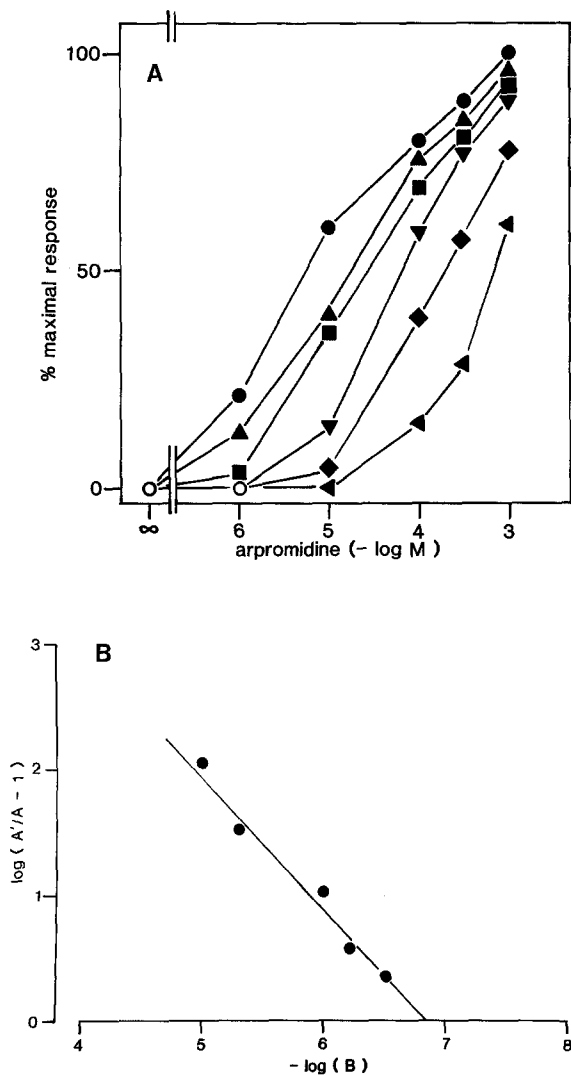 A
100
50
0
% maximal response
∞ 6 5 4 3
arpromidine (- log M)
B
3
2
1
0
log ( A'/A - 1 )
4 5 6 7 8
- log (B)